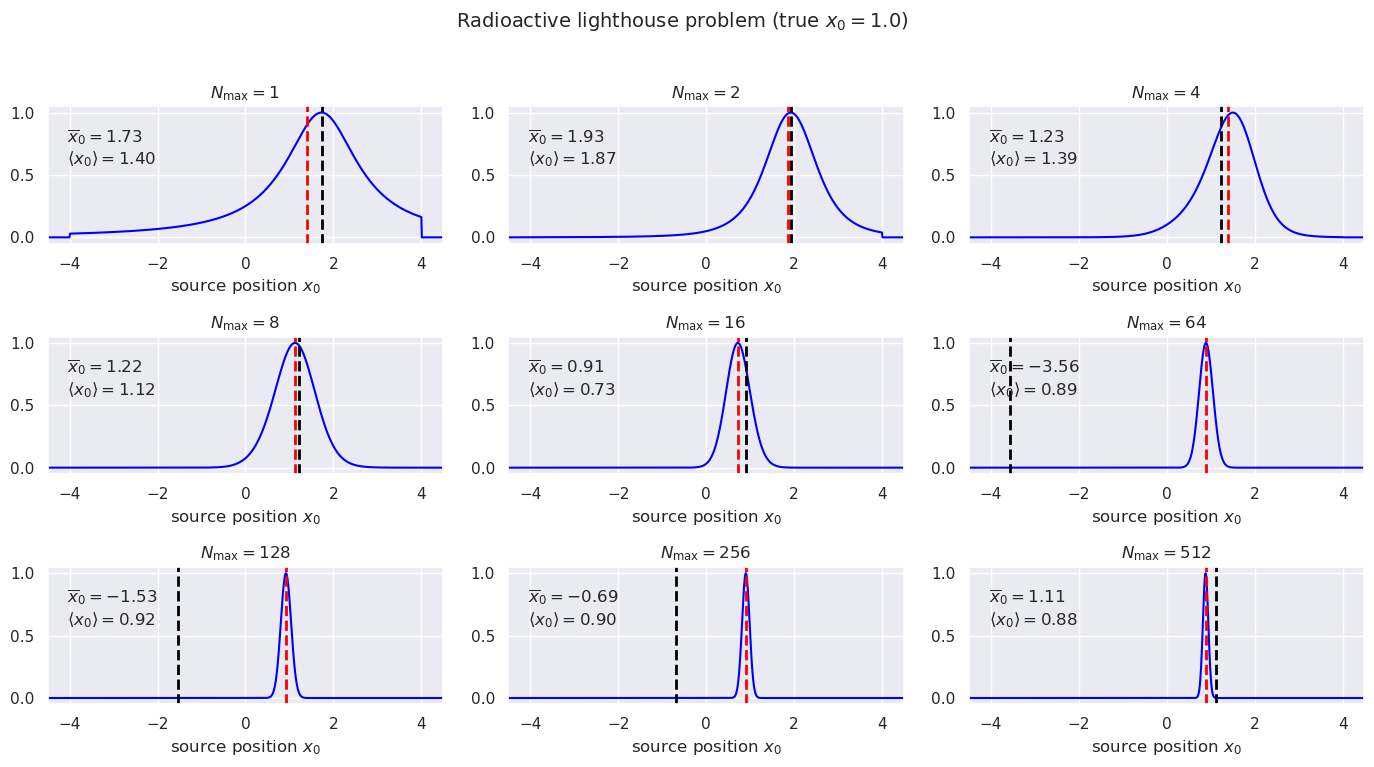 Radioactive lighthouse problem (true x₀ = 1.0)
N_max = 1
1.0
0.5
0.0
x̅₀ = 1.73
⟨x₀⟩ = 1.40
−4 −2 0 2 4
source position x₀
N_max = 2
1.0
0.5
0.0
x̅₀ = 1.93
⟨x₀⟩ = 1.87
−4 −2 0 2 4
source position x₀
N_max = 4
1.0
0.5
0.0
x̅₀ = 1.23
⟨x₀⟩ = 1.39
−4 −2 0 2 4
source position x₀
N_max = 8
1.0
0.5
0.0
x̅₀ = 1.22
⟨x₀⟩ = 1.12
−4 −2 0 2 4
source position x₀
N_max = 16
1.0
0.5
0.0
x̅₀ = 0.91
⟨x₀⟩ = 0.73
−4 −2 0 2 4
source position x₀
N_max = 64
1.0
0.5
0.0
x̅₀ = −3.56
⟨x₀⟩ = 0.89
−4 −2 0 2 4
source position x₀
N_max = 128
1.0
0.5
0.0
x̅₀ = −1.53
⟨x₀⟩ = 0.92
−4 −2 0 2 4
source position x₀
N_max = 256
1.0
0.5
0.0
x̅₀ = −0.69
⟨x₀⟩ = 0.90
−4 −2 0 2 4
source position x₀
N_max = 512
1.0
0.5
0.0
x̅₀ = 1.11
⟨x₀⟩ = 0.88
−4 −2 0 2 4
source position x₀